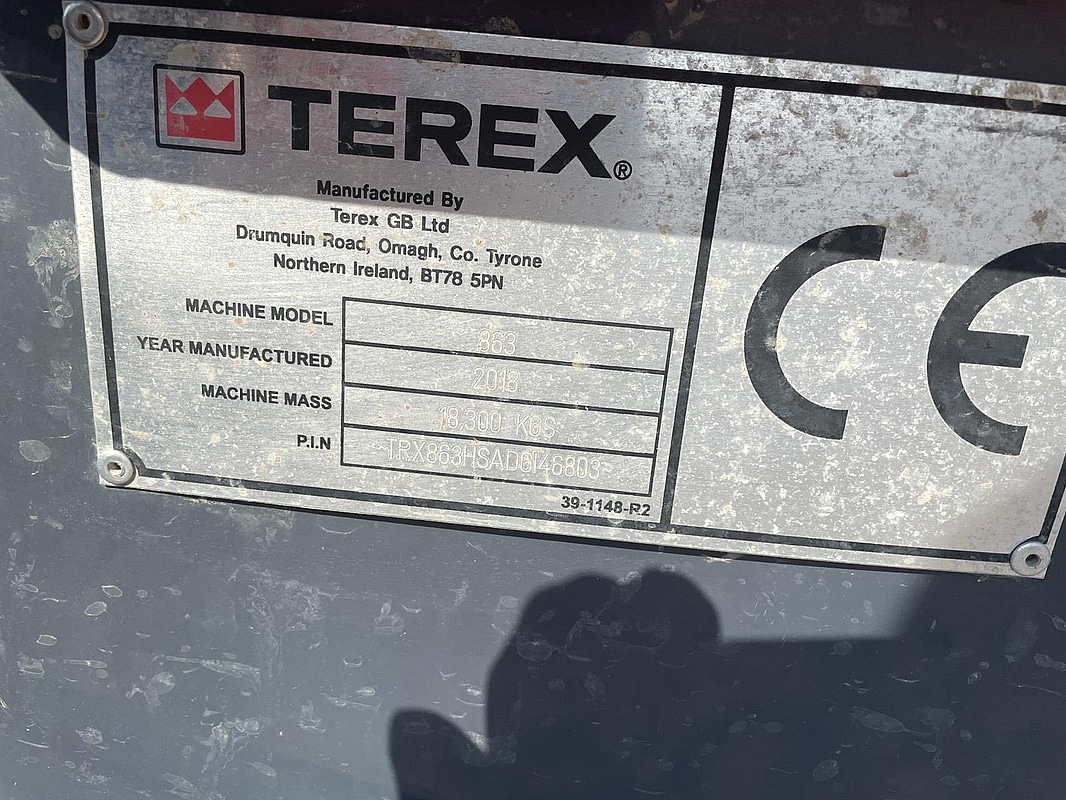 TEREX®
Manufactured By
Terex GB Ltd
Drumquin Road, Omagh, Co. Tyrone
Northern Ireland, BT78 5PN
MACHINE MODEL 863
YEAR MANUFACTURED 2018
MACHINE MASS 18,300 KGS
P.I.N -TRX863HSADGI46803-
39-1148-R2
CE